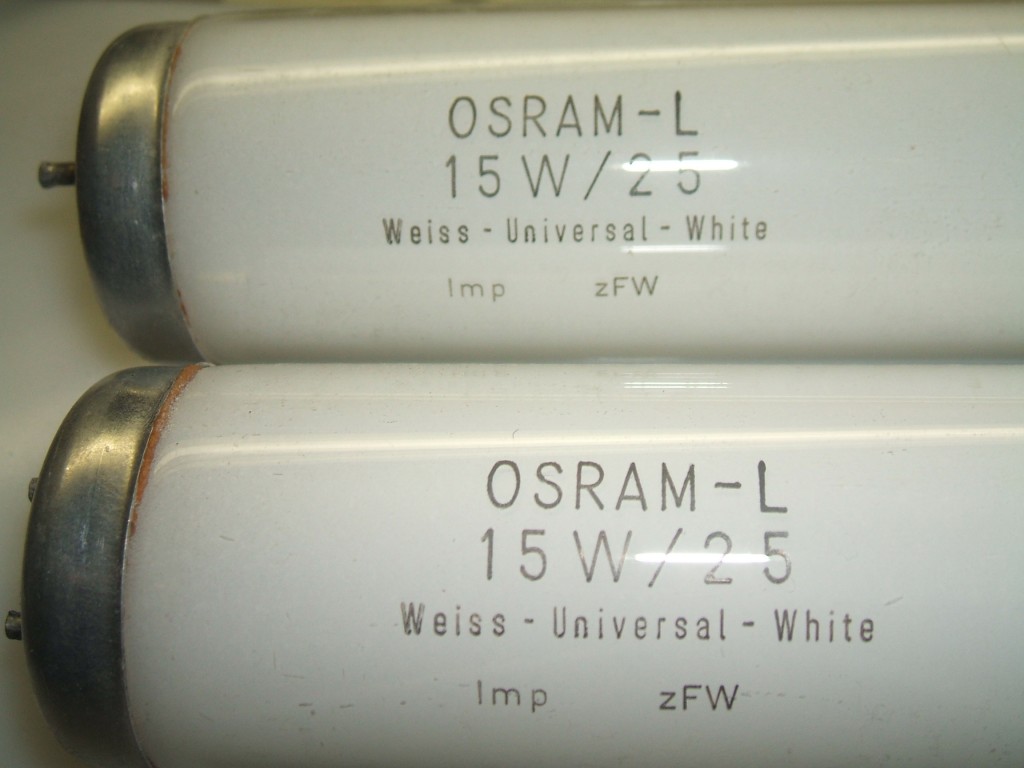 OSRAM-L
15W/25
Weiss - Universal - White
Imp zFW
OSRAM-L
15W/25
Weiss - Universal - White
Imp zFW